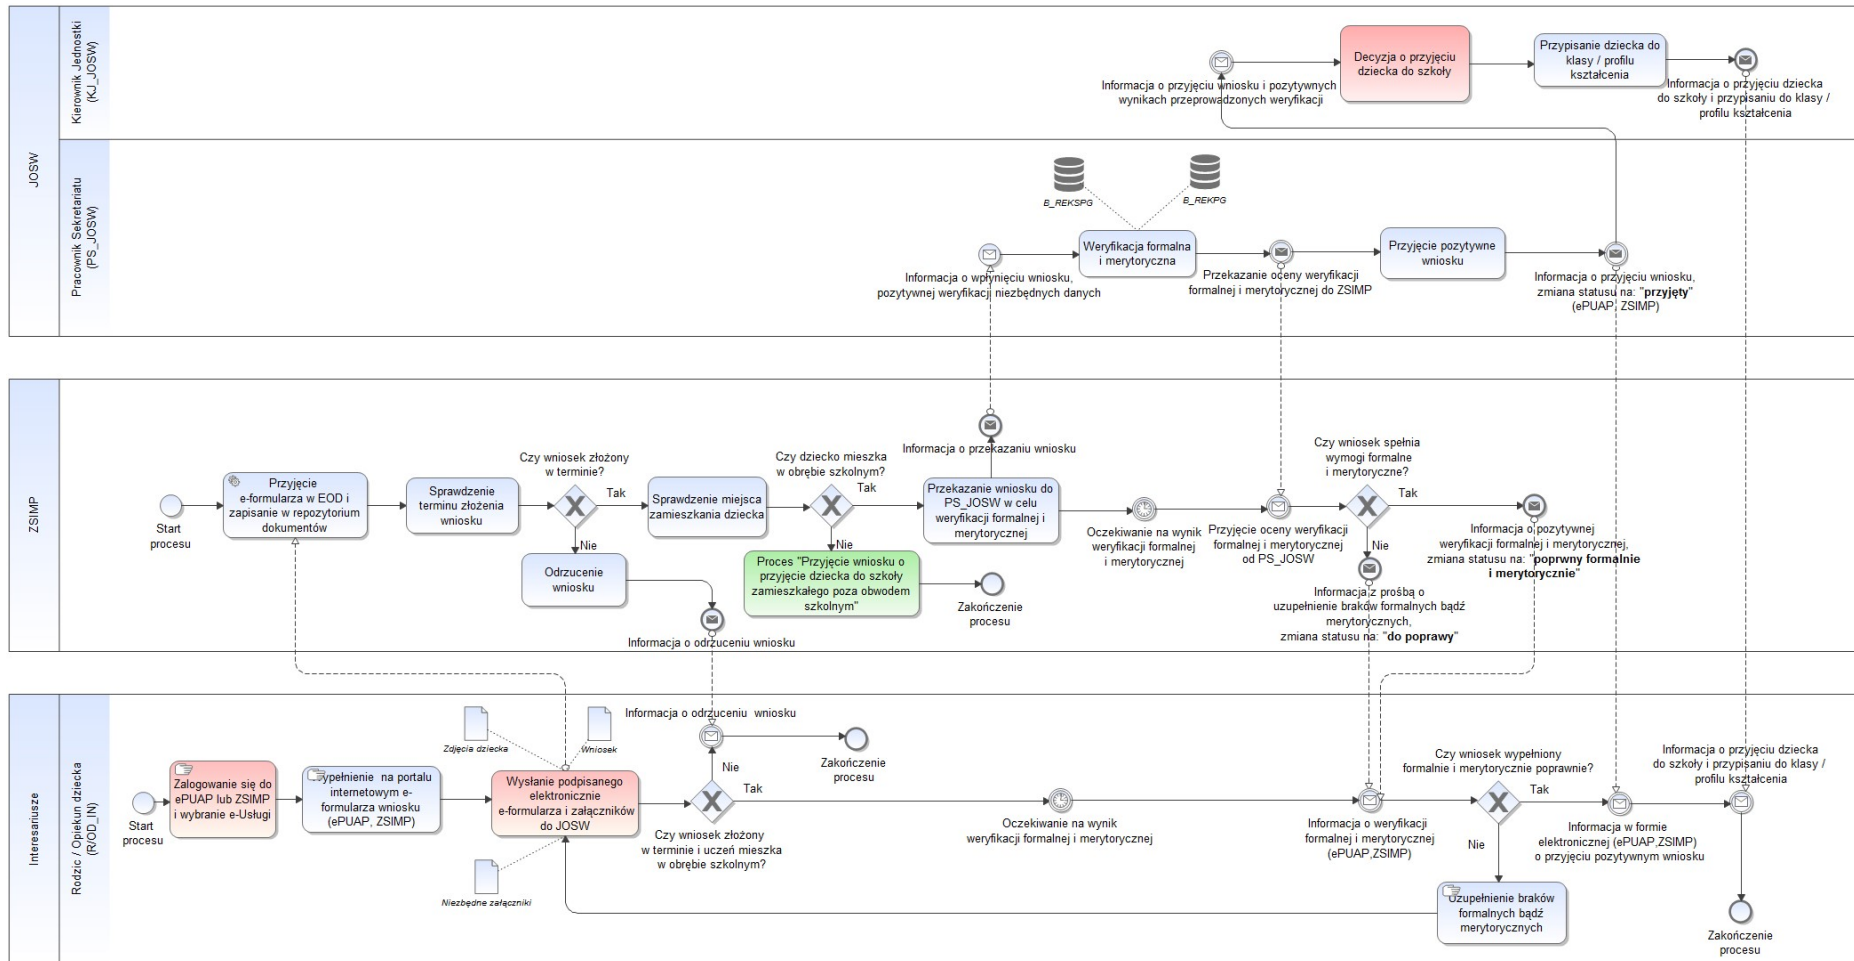 JOSW
Kierownik Jednostki
(KJ_JOSW)
Informacja o przyjęciu wniosku i pozytywnych
wynikach przeprowadzonych weryfikacji
Decyzja o przyjęciu
dziecka do szkoły
Przypisanie dziecka do
klasy / profilu
kształcenia
Informacja o przyjęciu dziecka
do szkoły i przypisaniu do klasy /
profilu kształcenia
Pracownik Sekretariatu
(PS_JOSW)
B_REKSPG
B_REKPG
Informacja o wpłynięciu wniosku,
pozytywnej weryfikacji niezbędnych danych
Weryfikacja formalna
i merytoryczna
Przekazanie oceny weryfikacji
formalnej i merytorycznej do ZSIMP
Przyjęcie pozytywne
wniosku
Informacja o przyjęciu wniosku,
zmiana statusu na: "przyjęty"
(ePUAP, ZSIMP)
ZSIMP
Start
procesu
Przyjęcie
e-formularza w EOD i
zapisanie w repozytorium
dokumentów
Sprawdzenie
terminu złożenia
wniosku
Czy wniosek złożony
w terminie?
Tak
Nie
Odrzucenie
wniosku
Informacja o odrzuceniu wniosku
Sprawdzenie miejsca
zamieszkania dziecka
Czy dziecko mieszka
w obrębie szkolnym?
Tak
Nie
Proces "Przyjęcie wniosku o
przyjęcie dziecka do szkoły
zamieszkałego poza obwodem
szkolnym"
Zakończenie
procesu
Informacja o przekazaniu wniosku
Przekazanie wniosku do
PS_JOSW w celu
weryfikacji formalnej i
merytorycznej
Oczekiwanie na wynik
weryfikacji formalnej
i merytorycznej
Przyjęcie oceny weryfikacji
formalnej i merytorycznej
od PS_JOSW
Czy wniosek spełnia
wymogi formalne
i merytoryczne?
Tak
Nie
Informacja z prośbą o
uzupełnienie braków formalnych bądź
merytorycznych,
zmiana statusu na: "do poprawy"
Informacja o pozytywnej
weryfikacji formalnej i merytorycznej,
zmiana statusu na: "poprwny formalnie
i merytorycznie"
Interesariusze
Rodzic / Opiekun dziecka
(R/OD_IN)
Start
procesu
Zalogowanie się do
ePUAP lub ZSIMP
i wybranie e-Usługi
ypełnienie na portalu
internetowym e-
formularza wniosku
(ePUAP, ZSIMP)
Zdjęcia dziecka
Wniosek
Wysłanie podpisanego
elektronicznie
e-formularza i załączników
do JOSW
Niezbędne załączniki
Informacja o odrzuceniu wniosku
Zakończenie
procesu
Nie
Tak
Czy wniosek złożony
w terminie i uczeń mieszka
w obrębie szkolnym?
Oczekiwanie na wynik
weryfikacji formalnej i merytorycznej
Informacja o weryfikacji
formalnej i merytorycznej
(ePUAP,ZSIMP)
Czy wniosek wypełniony
formalnie i merytorycznie poprawnie?
Tak
Nie
Uzupełnienie braków
formalnych bądź
merytorycznych
Informacja w formie
elektronicznej (ePUAP,ZSIMP)
o przyjęciu pozytywnym wniosku
Informacja o przyjęciu dziecka
do szkoły i przypisaniu do klasy /
profilu kształcenia
Zakończenie
procesu